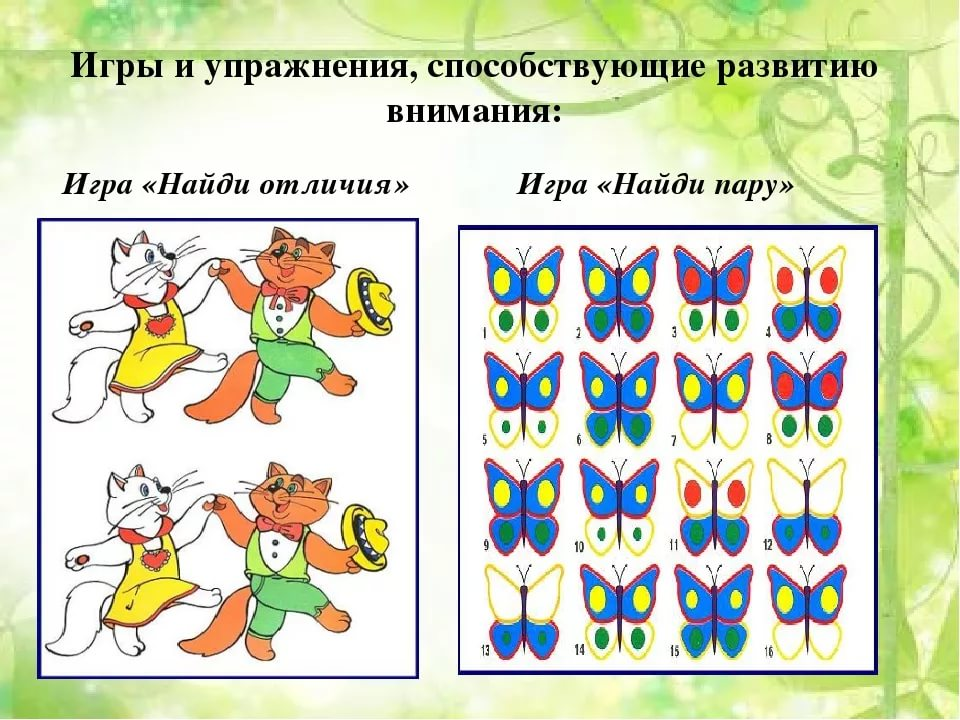 Игры и упражнения, способствующие развитию
внимания:
Игра «Найди отличия»
Игра «Найди пару»
1 2 3 4
5 6 7 8
9 10 11 12
13 14 15 16